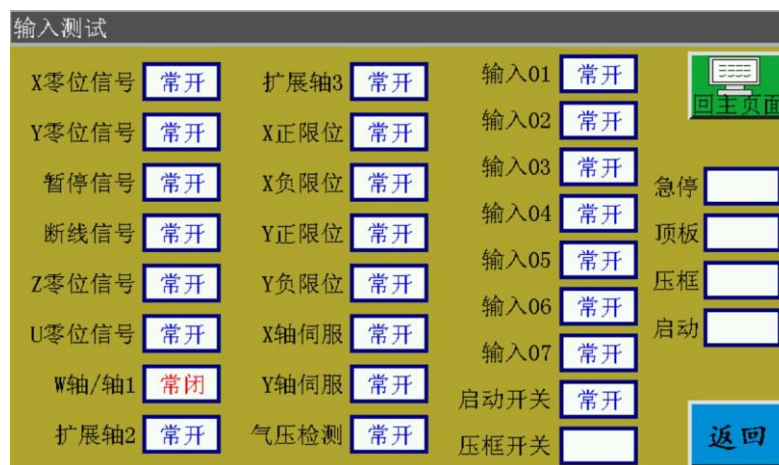 输入测试
X零位信号 常开
Y零位信号 常开
暂停信号 常开
断线信号 常开
Z零位信号 常开
U零位信号 常开
W轴/轴1 常闭
扩展轴2 常开
扩展轴3 常开
X正限位 常开
X负限位 常开
Y正限位 常开
Y负限位 常开
X轴伺服 常开
Y轴伺服 常开
气压检测 常开
输入01 常开
输入02 常开
输入03 常开
输入04 常开
输入05 常开
输入06 常开
输入07 常开
启动开关 常开
压框开关
回主页面
急停
顶板
压框
启动
返回